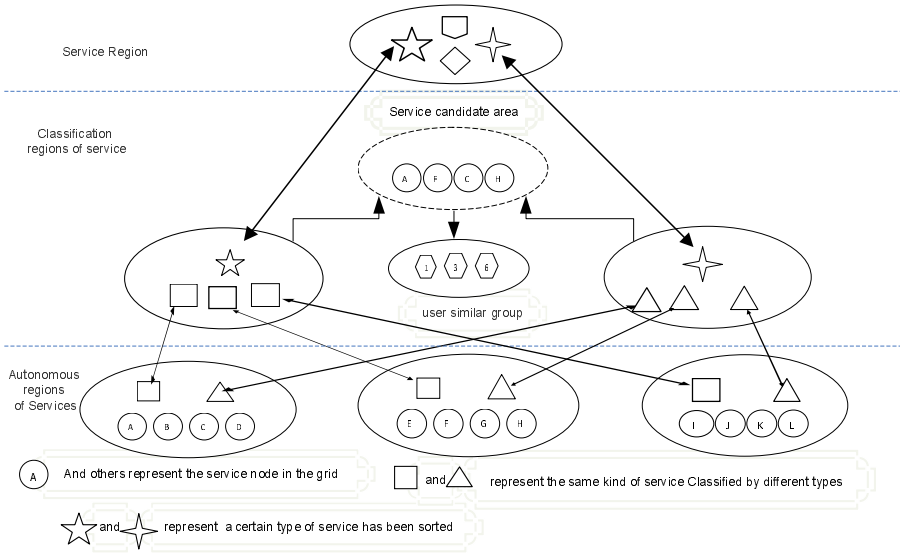 Service Region
Service candidate area
Classification
regions of service
A F C H
1 3 6
user similar group
Autonomous
regions
of Services
A B C D
E F G H
I J K L
A And others represent the service node in the grid
and represent the same kind of service Classified by different types
and represent a certain type of service has been sorted